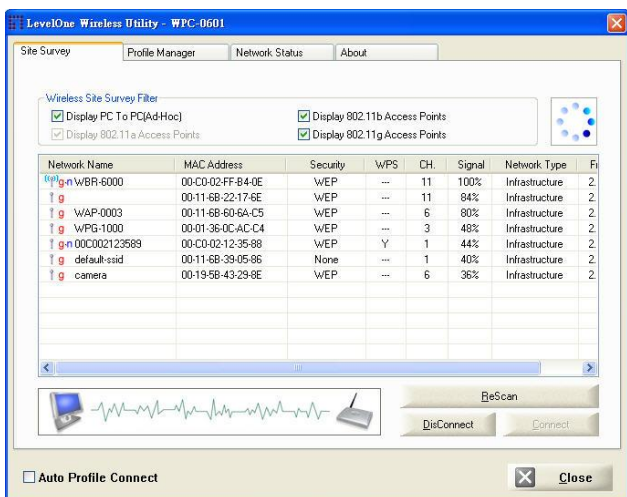 LevelOne Wireless Utility - WPC-0601
Site Survey Profile Manager Network Status About
Wireless Site Survey Filter
Display PC To PC(Ad-Hoc) Display 802.11b Access Points
Display 802.11a Access Points Display 802.11g Access Points
Network Name MAC Address Security WPS CH. Signal Network Type
g-n WBR-6000 00-C0-02-FF-B4-0E WEP --- 11 100% Infrastructure 2.
g 00-11-6B-22-17-6E WEP --- 11 84% Infrastructure 2.
g WAP-0003 00-11-6B-60-6A-C5 WEP --- 6 80% Infrastructure 2.
g WPG-1000 00-01-36-0C-AC-C4 WEP --- 3 48% Infrastructure 2.
g-n 00C002123589 00-C0-02-12-35-88 WEP Y 1 44% Infrastructure 2.
g default-ssid 00-11-6B-39-05-86 None --- 1 40% Infrastructure 2.
g camera 00-19-5B-43-29-8E WEP --- 6 36% Infrastructure 2.
ReScan
DisConnect Connect
Auto Profile Connect Close